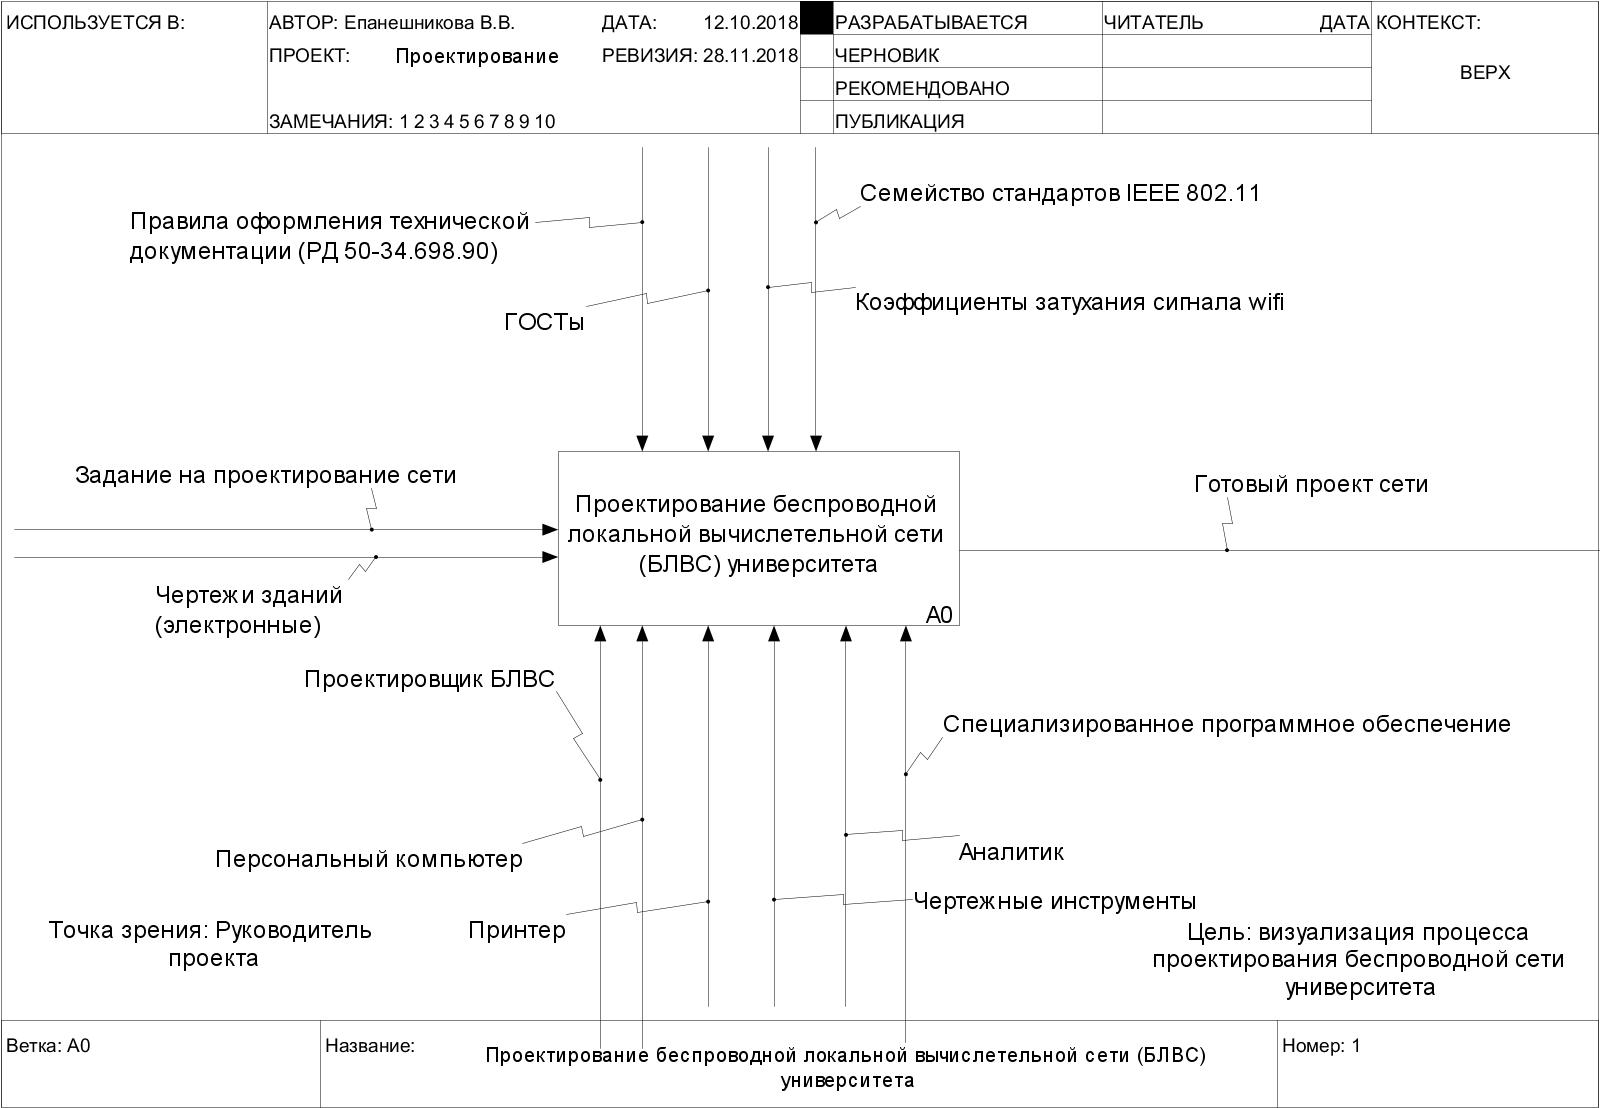 ИСПОЛЬЗУЕТСЯ В:
АВТОР: Епанешникова В.В.
ДАТА: 12.10.2018
РАЗРАБАТЫВАЕТСЯ
ЧИТАТЕЛЬ
ДАТА
КОНТЕКСТ:
ПРОЕКТ: Проектирование
РЕВИЗИЯ: 28.11.2018
ЧЕРНОВИК
ВЕРХ
РЕКОМЕНДОВАНО
ЗАМЕЧАНИЯ: 1 2 3 4 5 6 7 8 9 10
ПУБЛИКАЦИЯ
Семейство стандартов IEEE 802.11
Правила оформления технической
документации (РД 50-34.698.90)
Коэффициенты затухания сигнала wifi
ГОСТы
Задание на проектирование сети
Готовый проект сети
Проектирование беспроводной
локальной вычислетельной сети
(БЛВС) университета
A0
Чертежи зданий
(электронные)
Проектировщик БЛВС
Специализированное программное обеспечение
Персональный компьютер
Аналитик
Чертежные инструменты
Принтер
Точка зрения: Руководитель
проекта
Цель: визуализация процесса
проектирования беспроводной сети
университета
Ветка: A0
Название:
Проектирование беспроводной локальной вычислетельной сети (БЛВС)
университета
Номер: 1